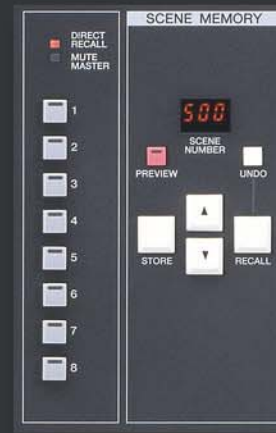 DIRECT
RECALL
MUTE
MASTER
1
2
3
4
5
6
7
8
SCENE MEMORY
500
SCENE
NUMBER
PREVIEW
UNDO
STORE
RECALL